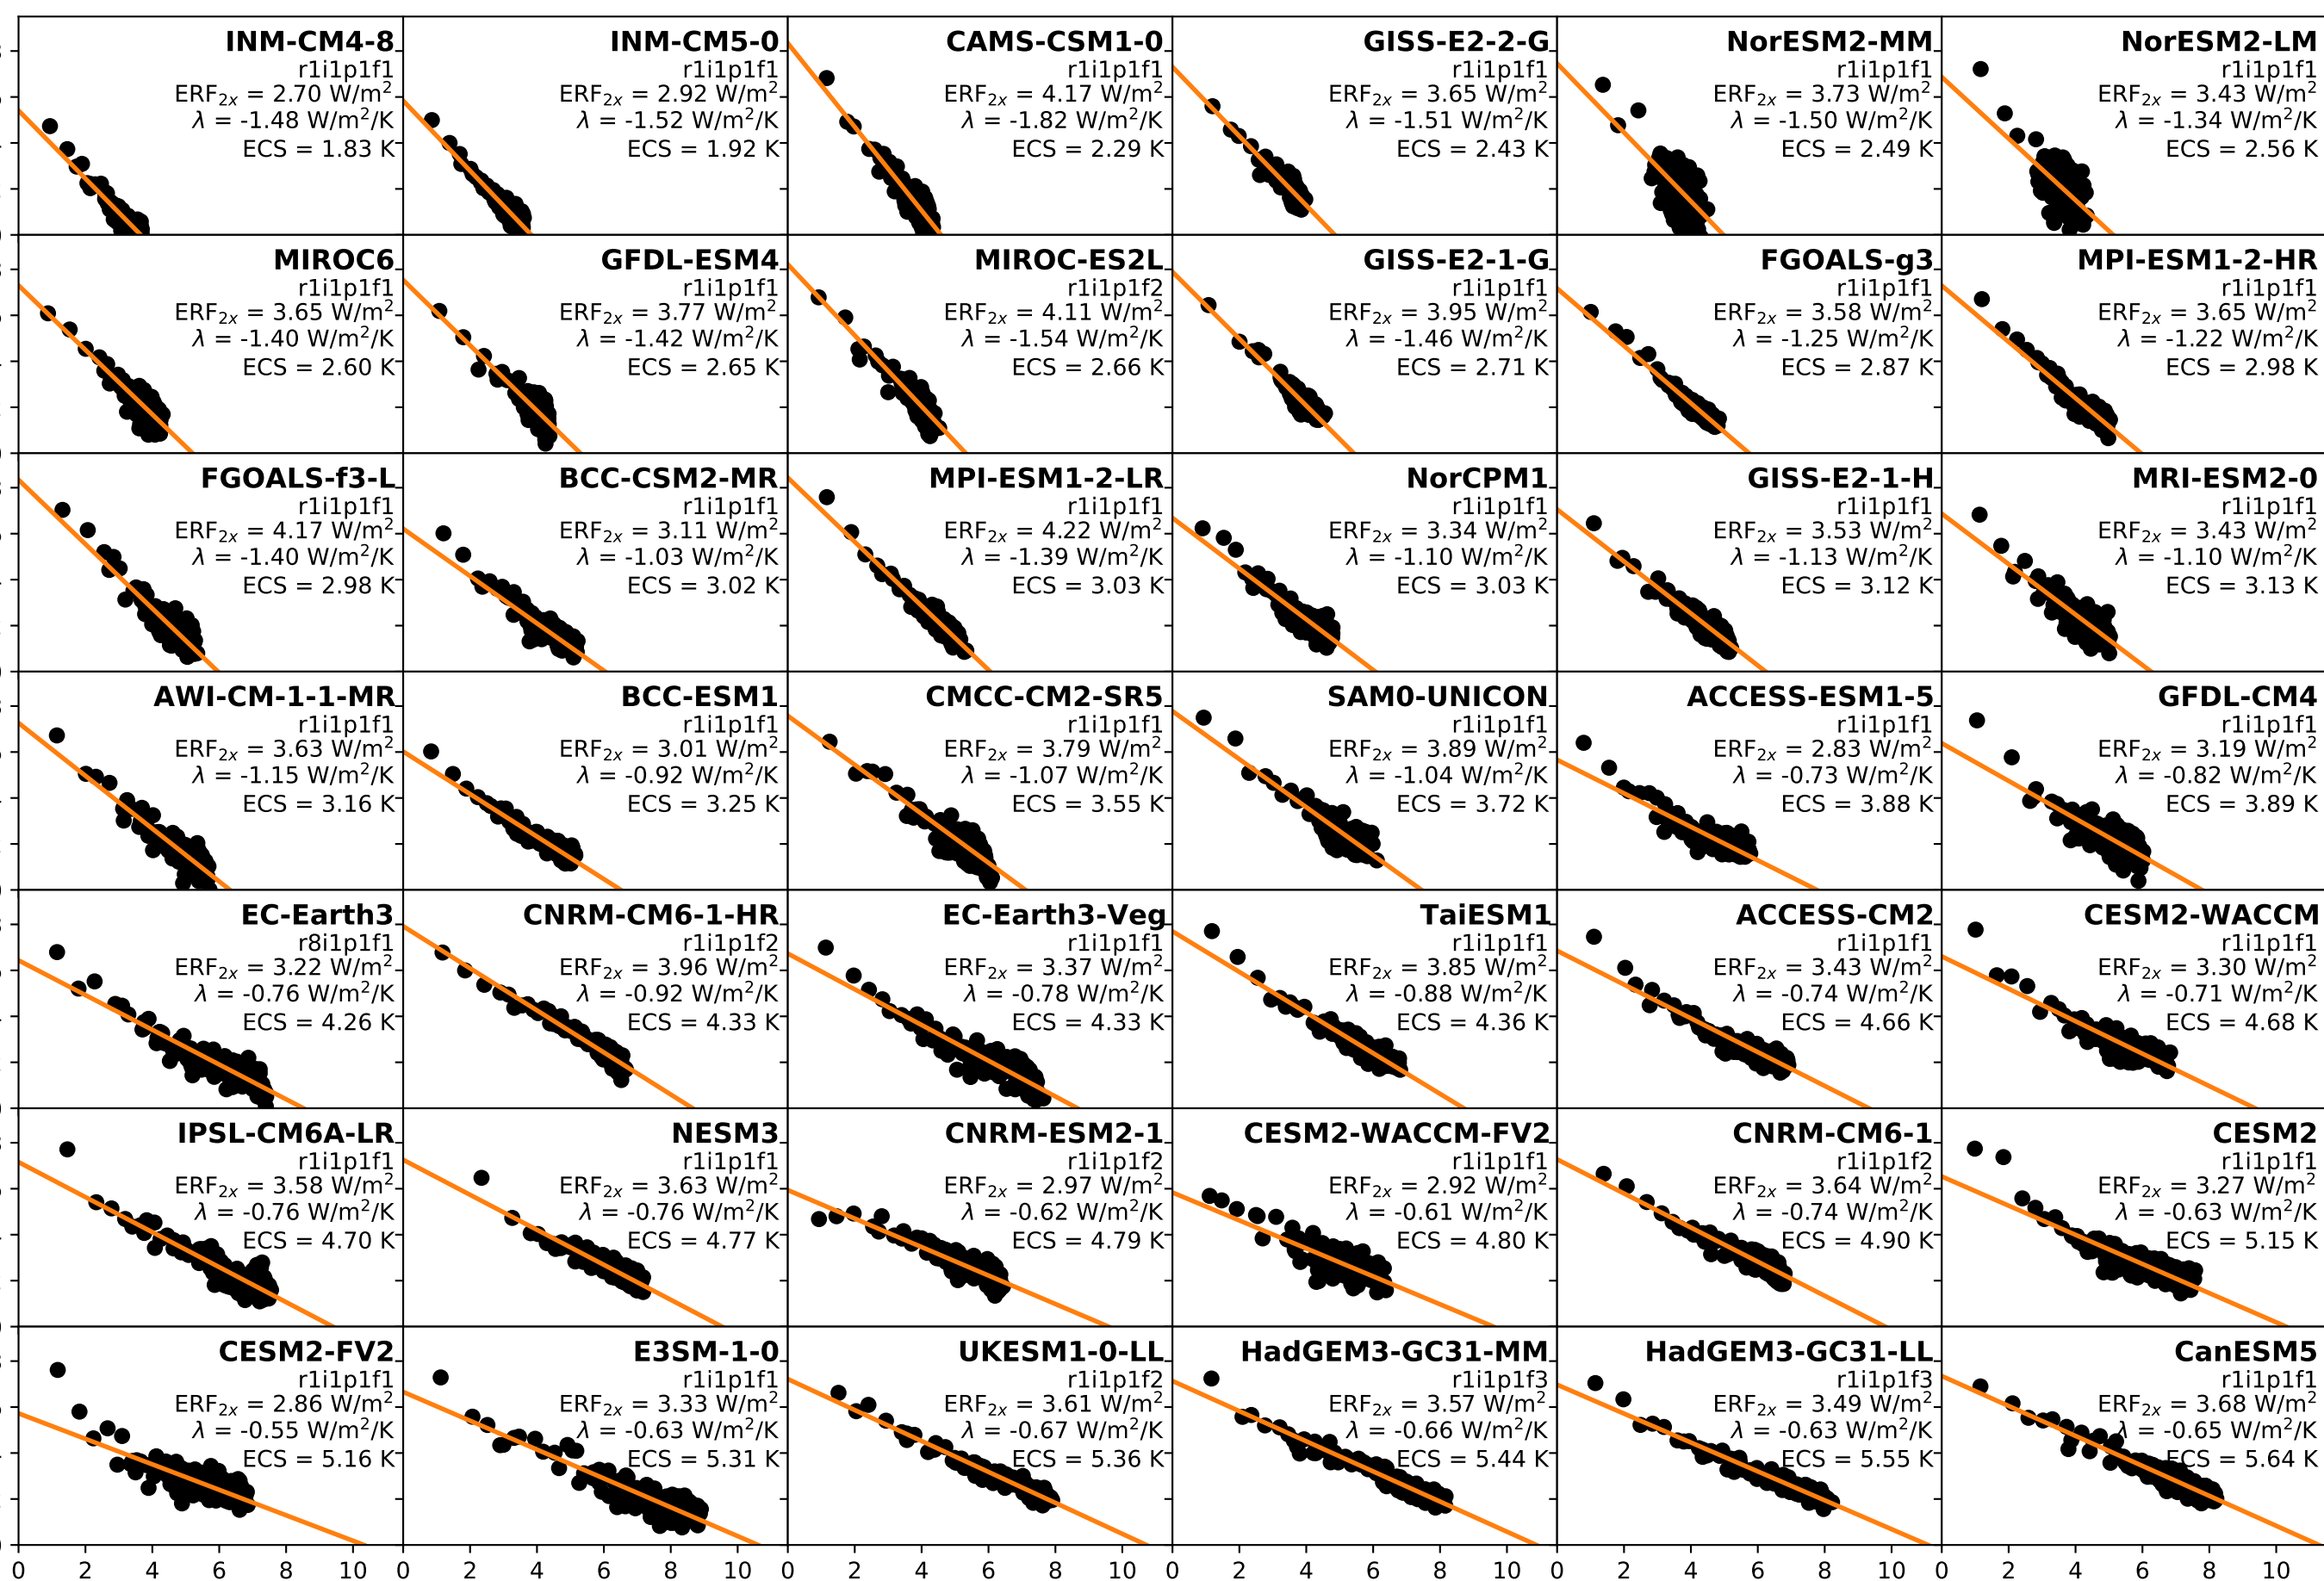 INM-CM4-8
r1i1p1f1
ERF2x = 2.70 W/m2
λ = -1.48 W/m2/K
ECS = 1.83 K
INM-CM5-0
r1i1p1f1
ERF2x = 2.92 W/m2
λ = -1.52 W/m2/K
ECS = 1.92 K
CAMS-CSM1-0
r1i1p1f1
ERF2x = 4.17 W/m2
λ = -1.82 W/m2/K
ECS = 2.29 K
GISS-E2-2-G
r1i1p1f1
ERF2x = 3.65 W/m2
λ = -1.51 W/m2/K
ECS = 2.43 K
NorESM2-MM
r1i1p1f1
ERF2x = 3.73 W/m2
λ = -1.50 W/m2/K
ECS = 2.49 K
NorESM2-LM
r1i1p1f1
ERF2x = 3.43 W/m2
λ = -1.34 W/m2/K
ECS = 2.56 K
MIROC6
r1i1p1f1
ERF2x = 3.65 W/m2
λ = -1.40 W/m2/K
ECS = 2.60 K
GFDL-ESM4
r1i1p1f1
ERF2x = 3.77 W/m2
λ = -1.42 W/m2/K
ECS = 2.65 K
MIROC-ES2L
r1i1p1f2
ERF2x = 4.11 W/m2
λ = -1.54 W/m2/K
ECS = 2.66 K
GISS-E2-1-G
r1i1p1f1
ERF2x = 3.95 W/m2
λ = -1.46 W/m2/K
ECS = 2.71 K
FGOALS-g3
r1i1p1f1
ERF2x = 3.58 W/m2
λ = -1.25 W/m2/K
ECS = 2.87 K
MPI-ESM1-2-HR
r1i1p1f1
ERF2x = 3.65 W/m2
λ = -1.22 W/m2/K
ECS = 2.98 K
FGOALS-f3-L
r1i1p1f1
ERF2x = 4.17 W/m2
λ = -1.40 W/m2/K
ECS = 2.98 K
BCC-CSM2-MR
r1i1p1f1
ERF2x = 3.11 W/m2
λ = -1.03 W/m2/K
ECS = 3.02 K
MPI-ESM1-2-LR
r1i1p1f1
ERF2x = 4.22 W/m2
λ = -1.39 W/m2/K
ECS = 3.03 K
NorCPM1
r1i1p1f1
ERF2x = 3.34 W/m2
λ = -1.10 W/m2/K
ECS = 3.03 K
GISS-E2-1-H
r1i1p1f1
ERF2x = 3.53 W/m2
λ = -1.13 W/m2/K
ECS = 3.12 K
MRI-ESM2-0
r1i1p1f1
ERF2x = 3.43 W/m2
λ = -1.10 W/m2/K
ECS = 3.13 K
AWI-CM-1-1-MR
r1i1p1f1
ERF2x = 3.63 W/m2
λ = -1.15 W/m2/K
ECS = 3.16 K
BCC-ESM1
r1i1p1f1
ERF2x = 3.01 W/m2
λ = -0.92 W/m2/K
ECS = 3.25 K
CMCC-CM2-SR5
r1i1p1f1
ERF2x = 3.79 W/m2
λ = -1.07 W/m2/K
ECS = 3.55 K
SAM0-UNICON
r1i1p1f1
ERF2x = 3.89 W/m2
λ = -1.04 W/m2/K
ECS = 3.72 K
ACCESS-ESM1-5
r1i1p1f1
ERF2x = 2.83 W/m2
λ = -0.73 W/m2/K
ECS = 3.88 K
GFDL-CM4
r1i1p1f1
ERF2x = 3.19 W/m2
λ = -0.82 W/m2/K
ECS = 3.89 K
EC-Earth3
r8i1p1f1
ERF2x = 3.22 W/m2
λ = -0.76 W/m2/K
ECS = 4.26 K
CNRM-CM6-1-HR
r1i1p1f2
ERF2x = 3.96 W/m2
λ = -0.92 W/m2/K
ECS = 4.33 K
EC-Earth3-Veg
r1i1p1f1
ERF2x = 3.37 W/m2
λ = -0.78 W/m2/K
ECS = 4.33 K
TaiESM1
r1i1p1f1
ERF2x = 3.85 W/m2
λ = -0.88 W/m2/K
ECS = 4.36 K
ACCESS-CM2
r1i1p1f1
ERF2x = 3.43 W/m2
λ = -0.74 W/m2/K
ECS = 4.66 K
CESM2-WACCM
r1i1p1f1
ERF2x = 3.30 W/m2
λ = -0.71 W/m2/K
ECS = 4.68 K
IPSL-CM6A-LR
r1i1p1f1
ERF2x = 3.58 W/m2
λ = -0.76 W/m2/K
ECS = 4.70 K
NESM3
r1i1p1f1
ERF2x = 3.63 W/m2
λ = -0.76 W/m2/K
ECS = 4.77 K
CNRM-ESM2-1
r1i1p1f2
ERF2x = 2.97 W/m2
λ = -0.62 W/m2/K
ECS = 4.79 K
CESM2-WACCM-FV2
r1i1p1f1
ERF2x = 2.92 W/m2
λ = -0.61 W/m2/K
ECS = 4.80 K
CNRM-CM6-1
r1i1p1f2
ERF2x = 3.64 W/m2
λ = -0.74 W/m2/K
ECS = 4.90 K
CESM2
r1i1p1f1
ERF2x = 3.27 W/m2
λ = -0.63 W/m2/K
ECS = 5.15 K
CESM2-FV2
r1i1p1f1
ERF2x = 2.86 W/m2
λ = -0.55 W/m2/K
ECS = 5.16 K
E3SM-1-0
r1i1p1f1
ERF2x = 3.33 W/m2
λ = -0.63 W/m2/K
ECS = 5.31 K
UKESM1-0-LL
r1i1p1f2
ERF2x = 3.61 W/m2
λ = -0.67 W/m2/K
ECS = 5.36 K
HadGEM3-GC31-MM
r1i1p1f3
ERF2x = 3.57 W/m2
λ = -0.66 W/m2/K
ECS = 5.44 K
HadGEM3-GC31-LL
r1i1p1f3
ERF2x = 3.49 W/m2
λ = -0.63 W/m2/K
ECS = 5.55 K
CanESM5
r1i1p1f1
ERF2x = 3.68 W/m2
λ = -0.65 W/m2/K
ECS = 5.64 K
0 2 4 6 8 10 0 2 4 6 8 10 0 2 4 6 8 10 0 2 4 6 8 10 0 2 4 6 8 10 0 2 4 6 8 10